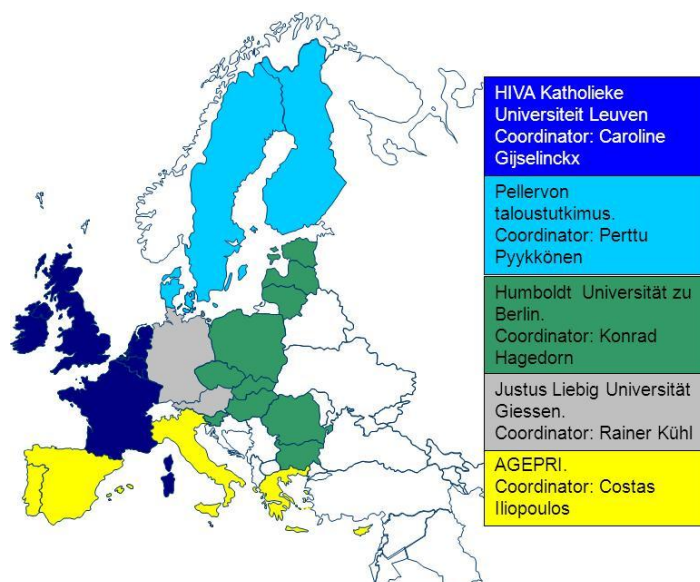 HIVA Katholieke
Universiteit Leuven
Coordinator: Caroline
Gijselinckx
Pellervon
taloustutkimus.
Coordinator: Perttu
Pyykkönen
Humboldt Universität zu
Berlin.
Coordinator: Konrad
Hagedorn
Justus Liebig Universität
Giessen.
Coordinator: Rainer Kühl
AGEPRI.
Coordinator: Costas
Iliopoulos